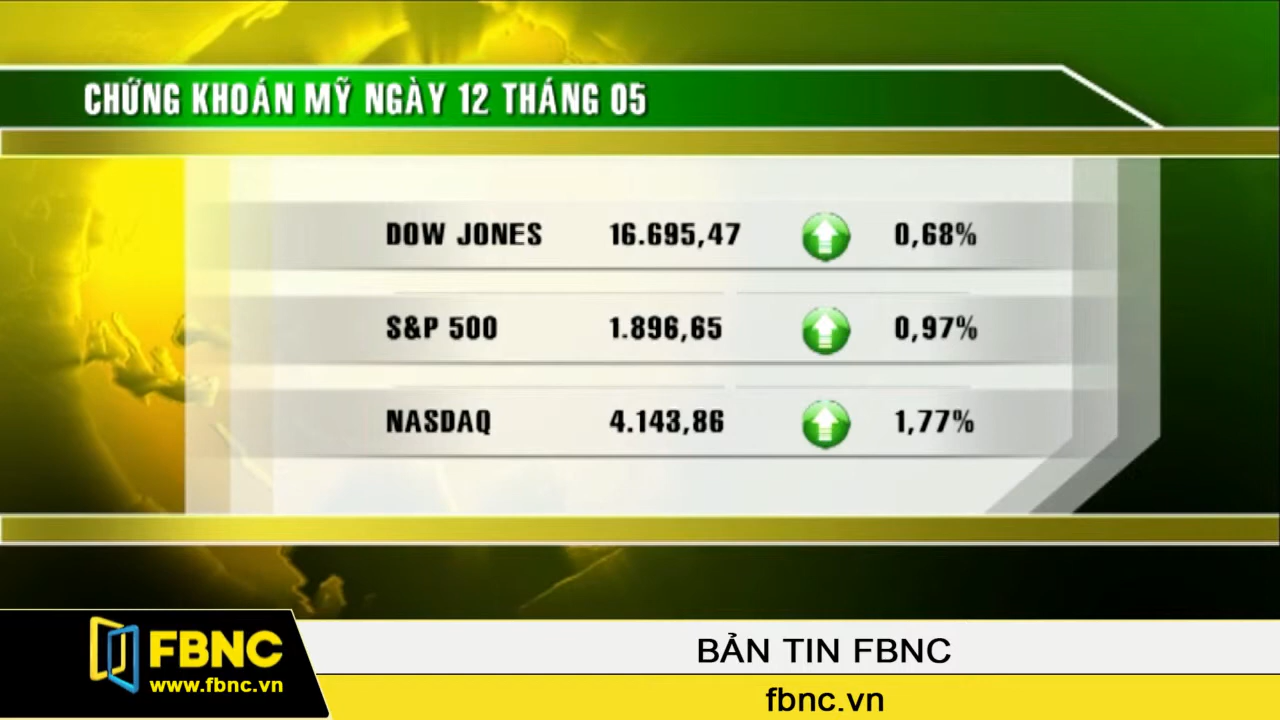 CHỨNG KHOÁN MỸ NGÀY 12 THÁNG 05
DOW JONES 16.695,47 0,68%
S&P 500 1.896,65 0,97%
NASDAQ 4.143,86 1,77%
FBNC
www.fbnc.vn
BẢN TIN FBNC
fbnc.vn